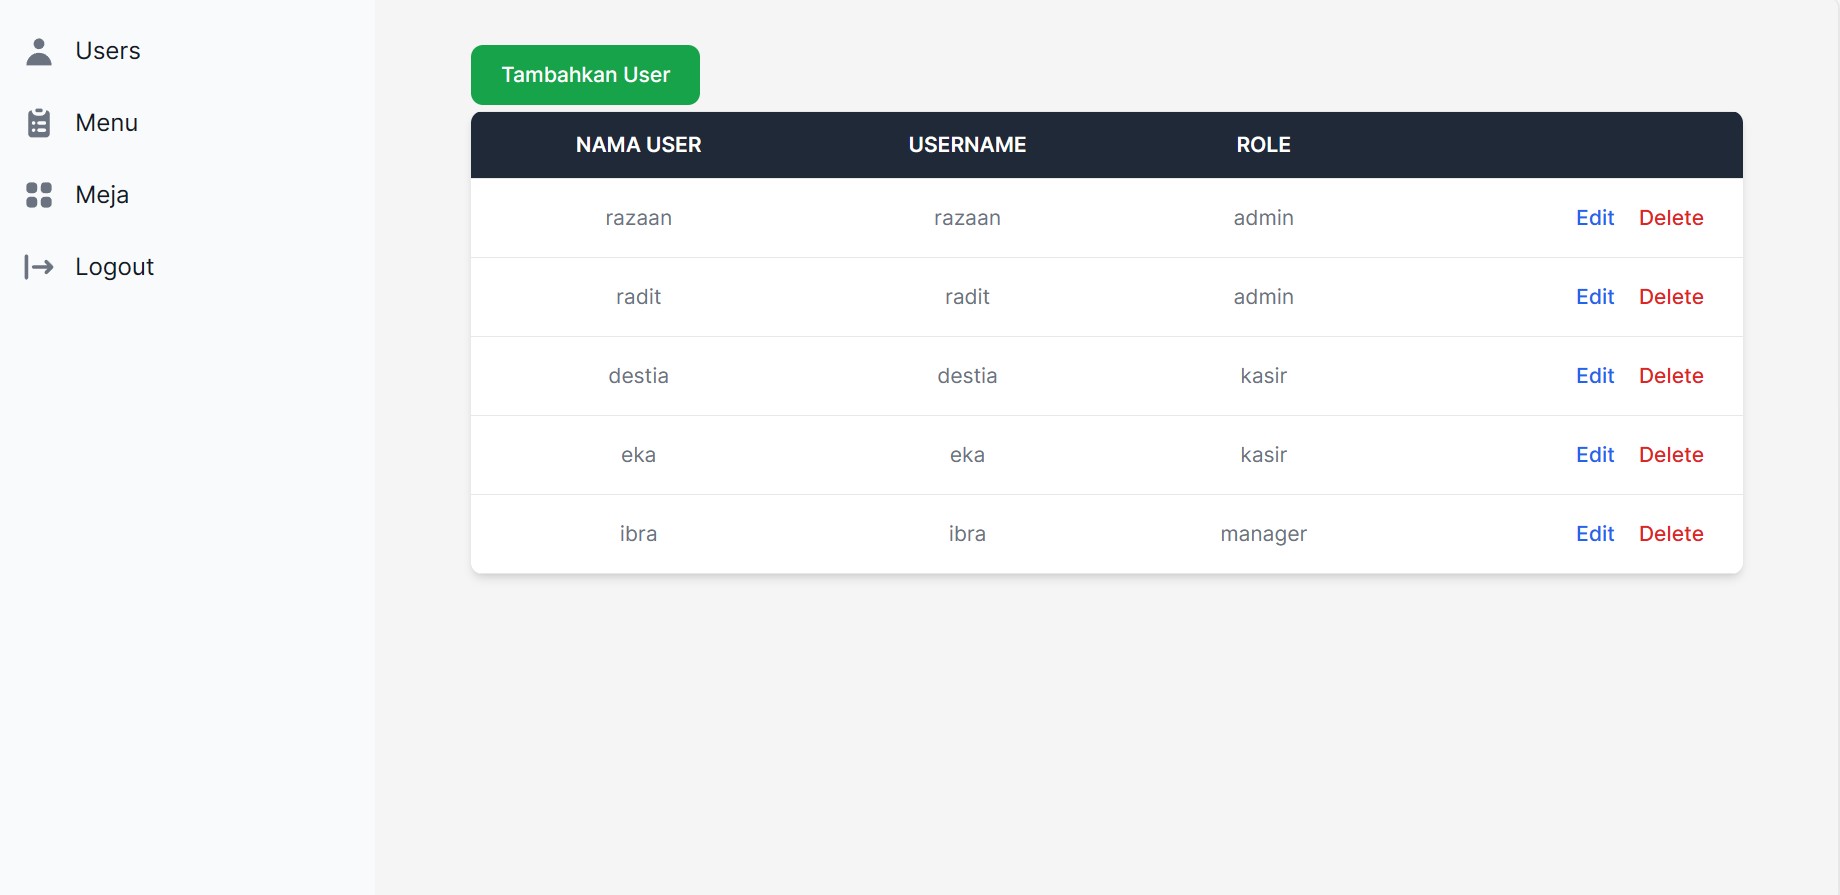 Users
Menu
Meja
Logout
Tambahkan User
NAMA USER USERNAME ROLE
razaan razaan admin Edit Delete
radit radit admin Edit Delete
destia destia kasir Edit Delete
eka eka kasir Edit Delete
ibra ibra manager Edit Delete